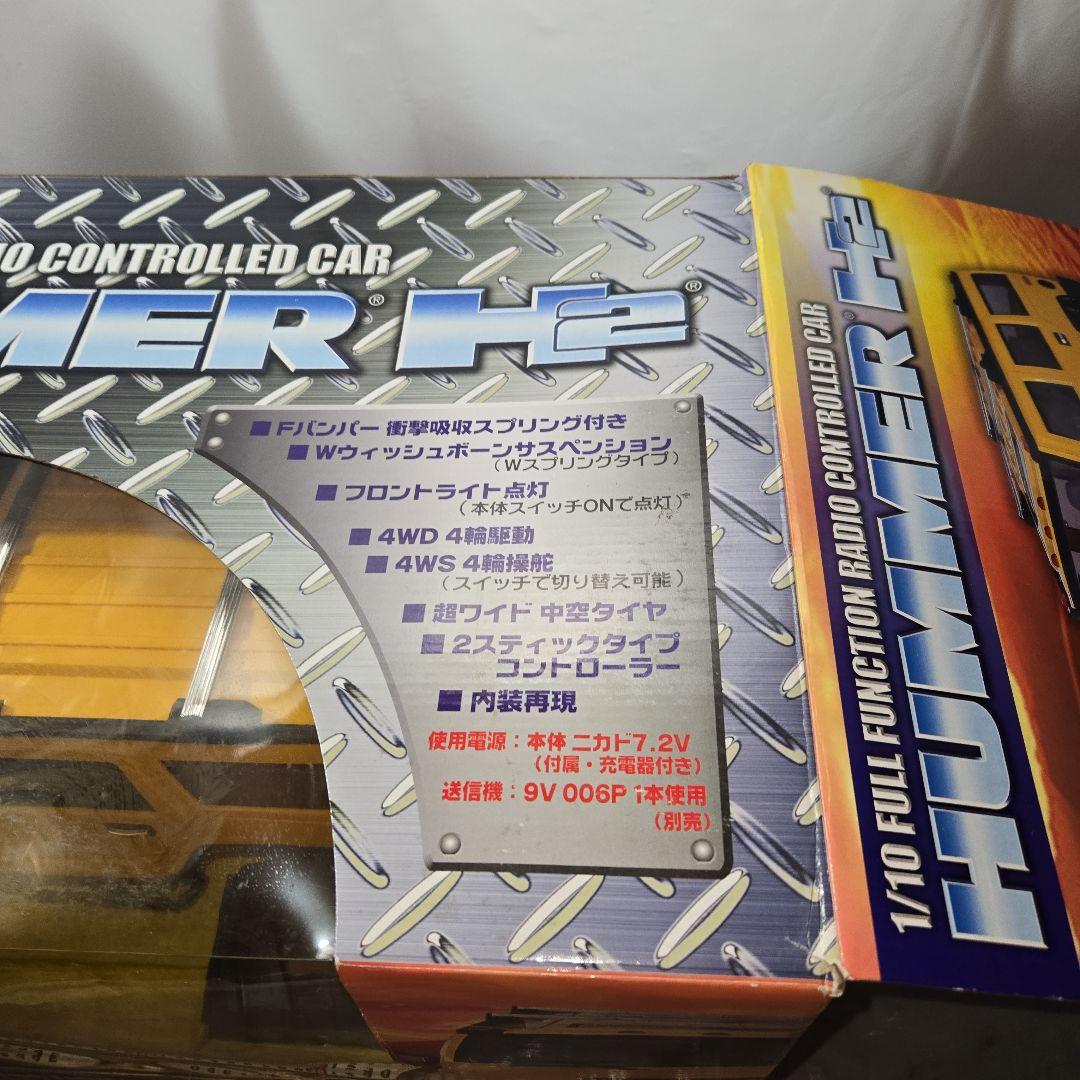 IO CONTROLLED CAR
MER® H2®
■ Fバンパー 衝撃吸収スプリング付き
■ Wウィッシュボーンサスペンション
（Wスプリングタイプ）
■ フロントライト点灯
（本体スイッチONで点灯）
■ 4WD 4輪駆動
■ 4WS 4輪操舵
（スイッチで切り替え可能）
■ 超ワイド 中空タイヤ
■ 2スティックタイプ
コントローラー
■ 内装再現
使用電源：本体 ニカド7.2V
（付属・充電器付き）
送信機：9V 006P 1本使用
（別売）
1/10 FULL FUNCTION RADIO CONTROLLED CAR
HUMMER® H2®